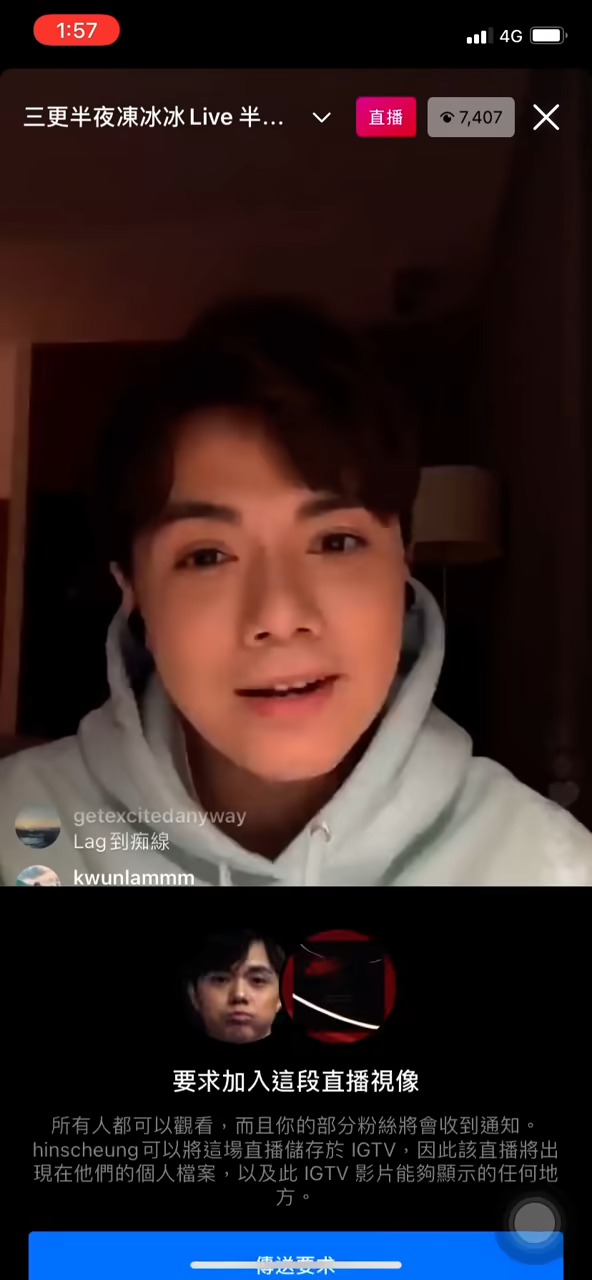 1:57
4G
三更半夜凍冰冰Live 半...
直播
7,407
getexcitedanyway
Lag到痴線
kwunlammm
要求加入這段直播視像
所有人都可以觀看，而且你的部分粉絲將會收到通知。
hinscheung可以將這場直播儲存於 IGTV，因此該直播將出
現在他們的個人檔案，以及此 IGTV 影片能夠顯示的任何地
方。
傳送要求